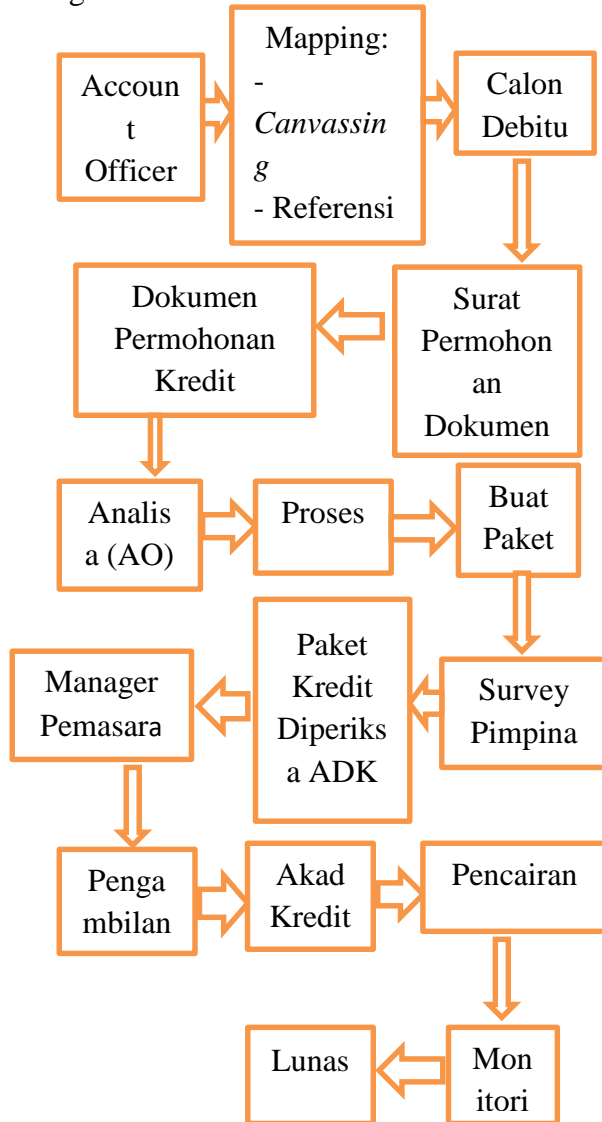 Accoun
t
Officer
Mapping:
-
Canvassin
g
- Referensi
Calon
Debitu
Surat
Permohon
an
Dokumen
Dokumen
Permohonan
Kredit
Analis
a (AO)
Proses
Buat
Paket
Survey
Pimpina
Paket
Kredit
Diperiks
a ADK
Manager
Pemasara
Penga
mbilan
Akad
Kredit
Pencairan
Mon
itori
Lunas